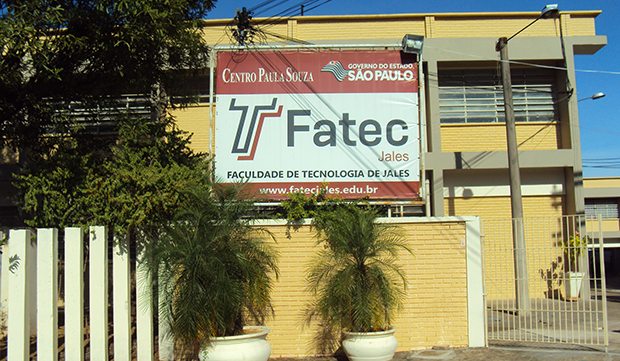 CENTRO PAULA SOUZA
GOVERNO DO ESTADO
SÃO PAULO
Fatec
Jales
FACULDADE DE TECNOLOGIA DE JALES
www.fatecjales.edu.br